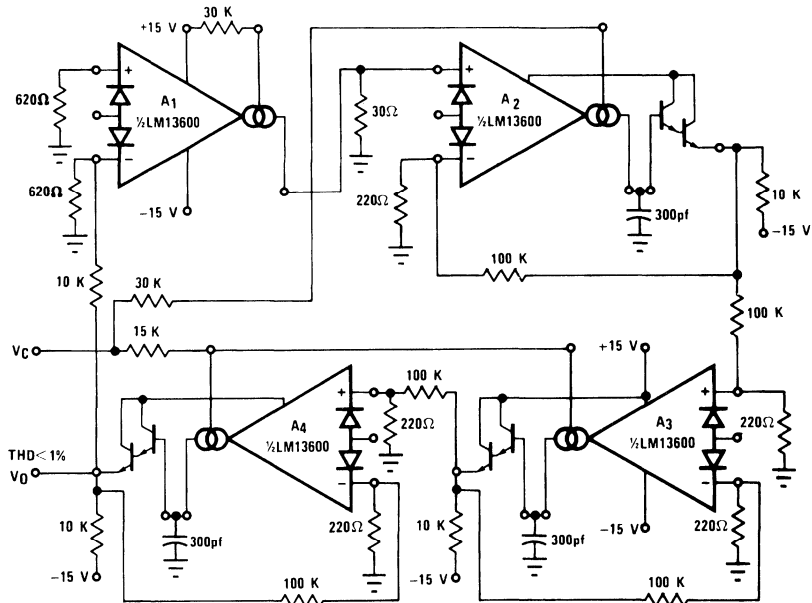 30 K
+15 V
+
620Ω
A1
½LM13600
−
620Ω
−15 V
10 K
30 K
15 K
VC
30Ω
+
A2
½LM13600
−
220Ω
300pf
10 K
−15 V
100 K
100 K
+15 V
THD<1%
VO
10 K
−15 V
300pf
A4
½LM13600
+
−
100 K
220Ω
220Ω
100 K
10 K
−15 V
300pf
A3
½LM13600
+
−
−15 V
220Ω
220Ω
100 K